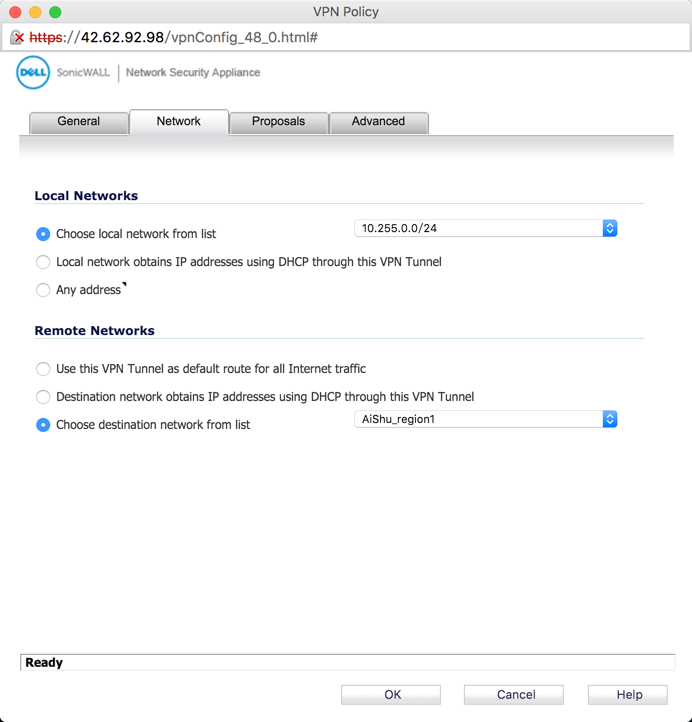 VPN Policy
https://42.62.92.98/vpnConfig_48_0.html#
DELL SonicWALL | Network Security Appliance
General Network Proposals Advanced
Local Networks
Choose local network from list 10.255.0.0/24
Local network obtains IP addresses using DHCP through this VPN Tunnel
Any address
Remote Networks
Use this VPN Tunnel as default route for all Internet traffic
Destination network obtains IP addresses using DHCP through this VPN Tunnel
Choose destination network from list AiShu_region1
Ready
OK Cancel Help